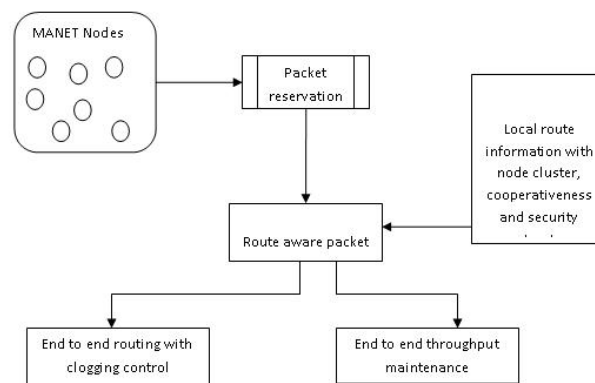 MANET Nodes
Packet
reservation
Local route
information with
node cluster,
cooperativeness
and security
Route aware packet
End to end routing with
clogging control
End to end throughput
maintenance